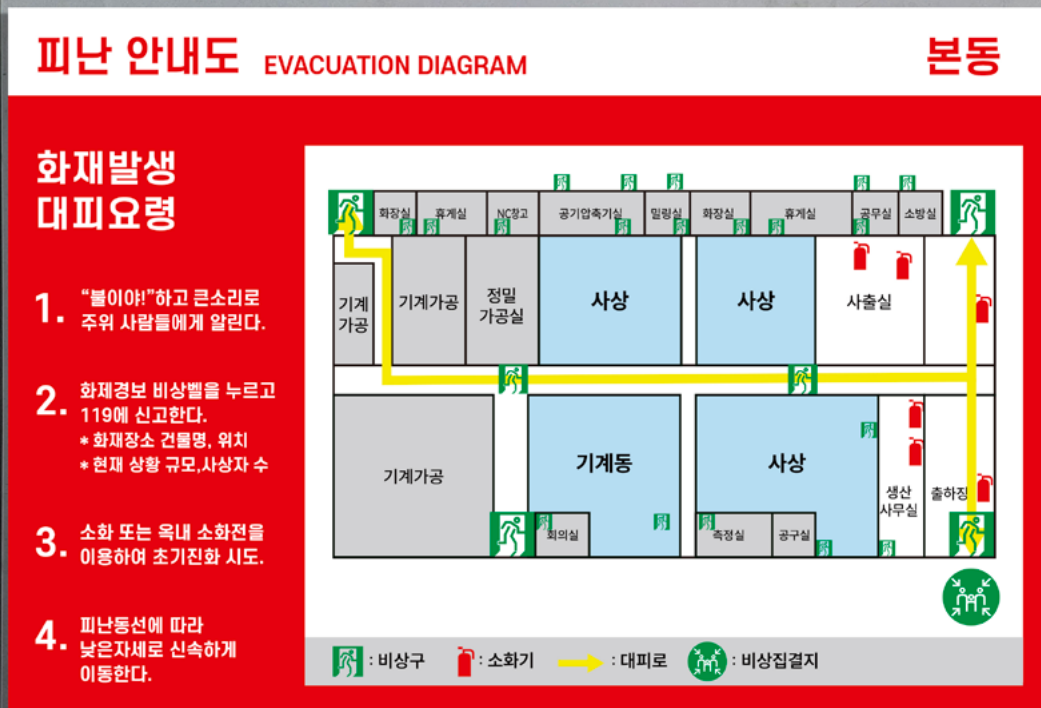 피난 안내도 EVACUATION DIAGRAM
본동
화재발생
대피요령
1. "불이야!"하고 큰소리로
주위 사람들에게 알린다.
2. 화제경보 비상벨을 누르고
119에 신고한다.
* 화재장소 건물명, 위치
* 현재 상황 규모,사상자 수
3. 소화 또는 옥내 소화전을
이용하여 초기진화 시도.
4. 피난동선에 따라
낮은자세로 신속하게
이동한다.
화장실 휴게실 NC창고 공기압축기실 밀링실 화장실 휴게실 공무실 소방실
기계
가공
기계가공
정밀
가공실
사상
사상
사출실
기계가공
기계동
회의실
사상
측정실
공구실
생산
사무실
출하장
: 비상구 : 소화기 : 대피로 : 비상집결지